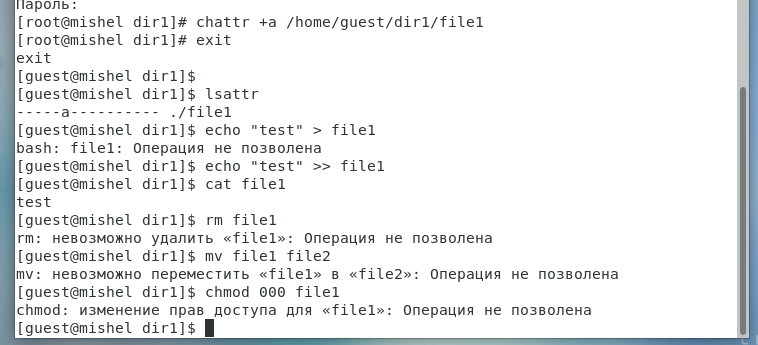 Пароль:
[root@mishel dir1]# chattr +a /home/guest/dir1/file1
[root@mishel dir1]# exit
exit
[guest@mishel dir1]$
[guest@mishel dir1]$ lsattr
-----a---------- ./file1
[guest@mishel dir1]$ echo "test" > file1
bash: file1: Операция не позволена
[guest@mishel dir1]$ echo "test" >> file1
[guest@mishel dir1]$ cat file1
test
[guest@mishel dir1]$ rm file1
rm: невозможно удалить «file1»: Операция не позволена
[guest@mishel dir1]$ mv file1 file2
mv: невозможно переместить «file1» в «file2»: Операция не позволена
[guest@mishel dir1]$ chmod 000 file1
chmod: изменение прав доступа для «file1»: Операция не позволена
[guest@mishel dir1]$